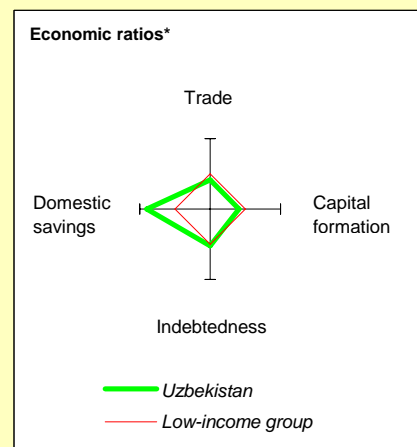 Economic ratios*
Trade
Domestic
savings
Capital
formation
Indebtedness
Uzbekistan
Low-income group